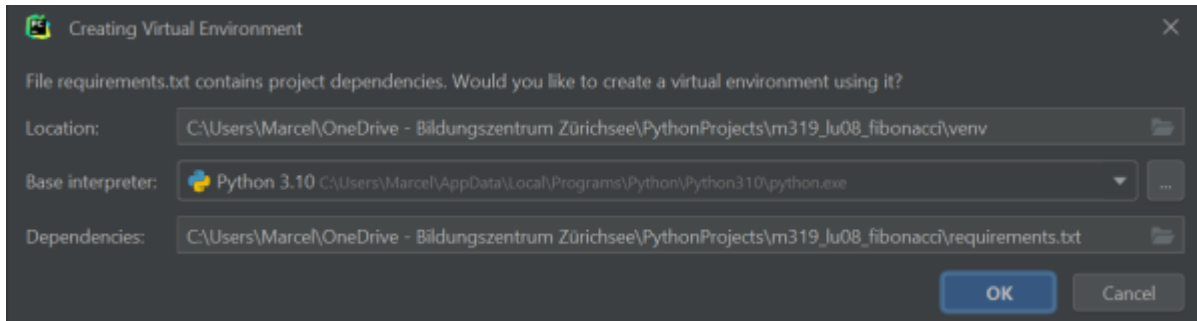 Creating Virtual Environment
File requirements.txt contains project dependencies. Would you like to create a virtual environment using it?
Location: C:\Users\Marcel\OneDrive - Bildungszentrum Zürichsee\PythonProjects\m319_lu08_fibonacci\venv
Base interpreter: Python 3.10 C:\Users\Marcel\AppData\Local\Programs\Python\Python310\python.exe ...
Dependencies: C:\Users\Marcel\OneDrive - Bildungszentrum Zürichsee\PythonProjects\m319_lu08_fibonacci\requirements.txt
OK Cancel